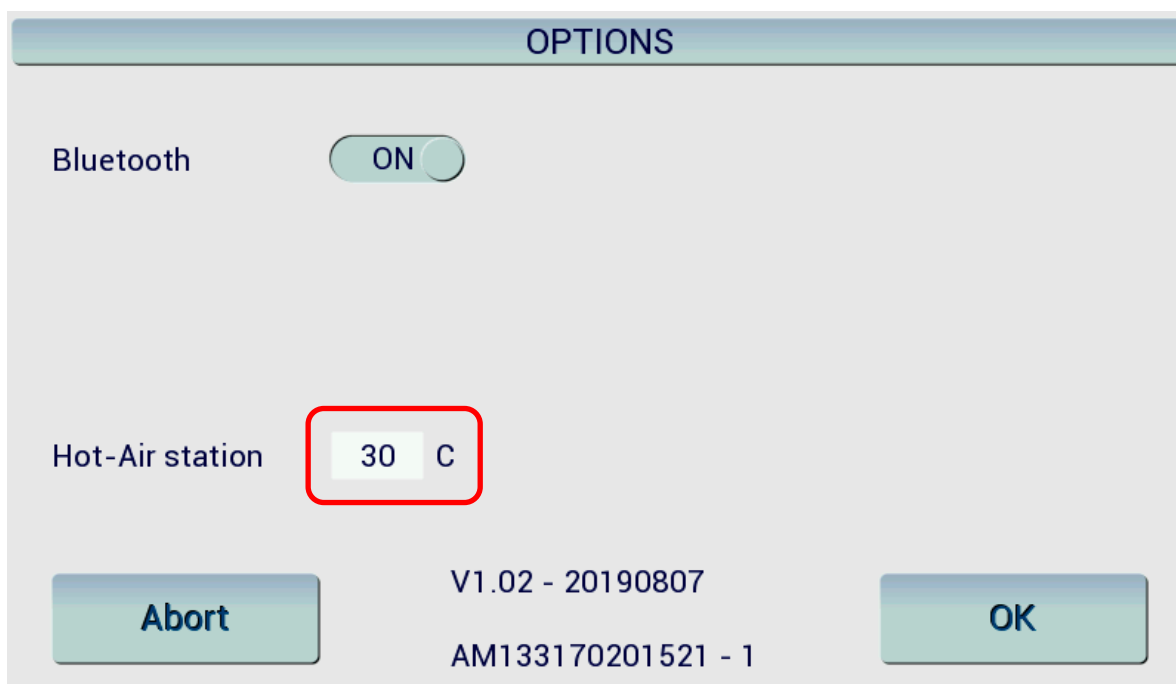 OPTIONS
Bluetooth ON
Hot-Air station 30 C
V1.02 - 20190807
Abort OK
AM133170201521 - 1